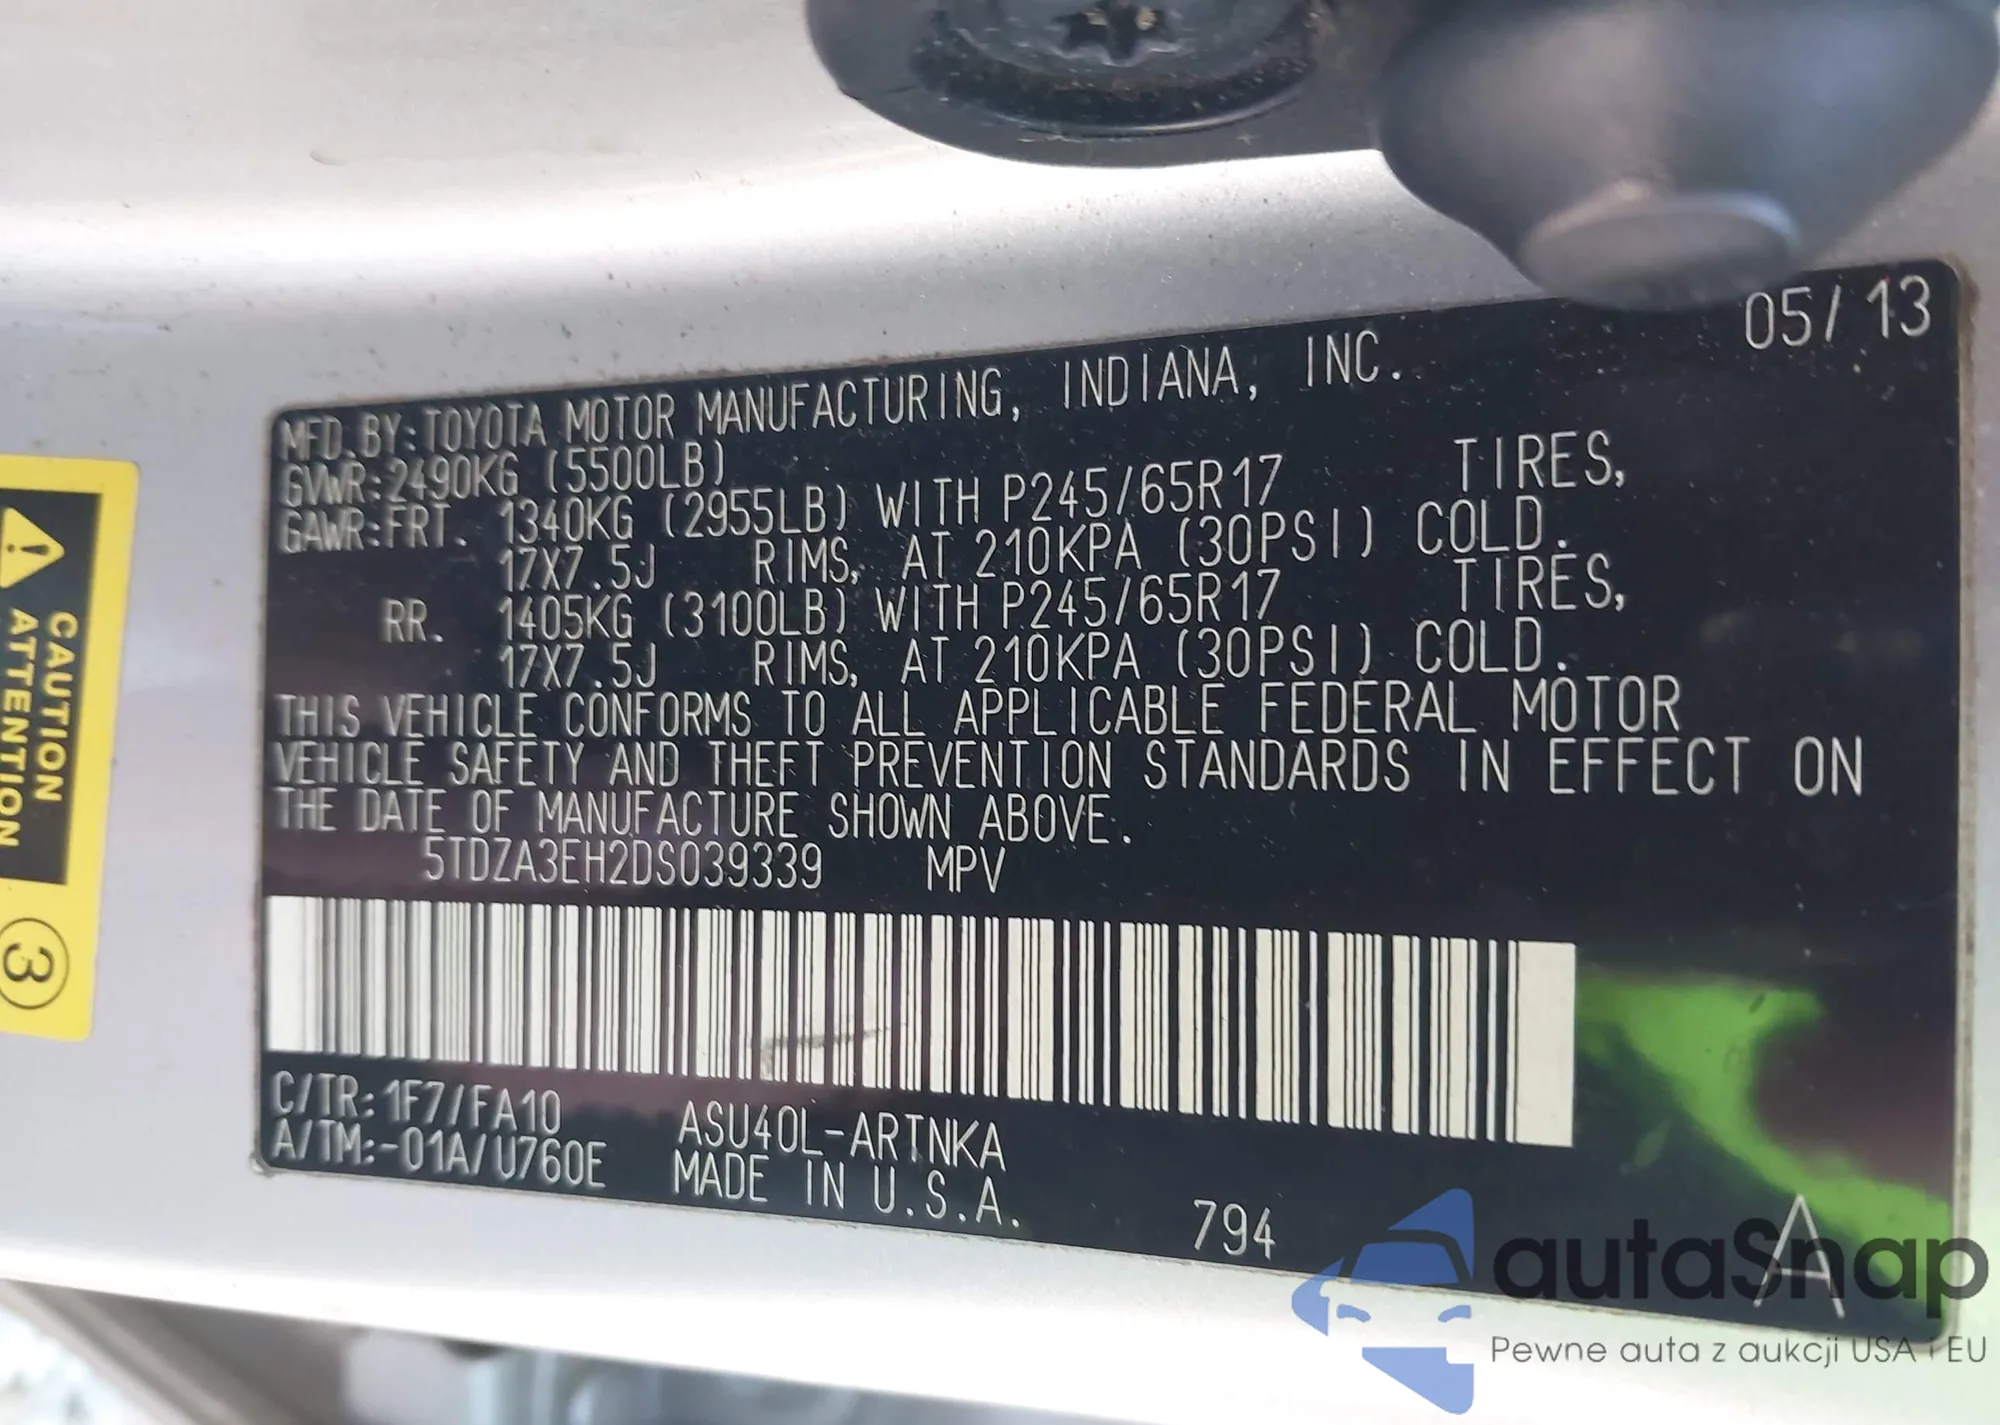 05/13
MFD.BY:TOYOTA MOTOR MANUFACTURING, INDIANA, INC.
GVWR:2490KG (5500LB)
GAWR:FRT. 1340KG (2955LB) WITH P245/65R17 TIRES,
17X7.5J RIMS, AT 210KPA (30PSI) COLD.
RR. 1405KG (3100LB) WITH P245/65R17 TIRES,
17X7.5J RIMS, AT 210KPA (30PSI) COLD.
THIS VEHICLE CONFORMS TO ALL APPLICABLE FEDERAL MOTOR
VEHICLE SAFETY AND THEFT PREVENTION STANDARDS IN EFFECT ON
THE DATE OF MANUFACTURE SHOWN ABOVE.
5TDZA3EH2DS039339 MPV
C/TR:1F7/FA10 ASU40L-ARTNKA
A/TM:-01A/U760E MADE IN U.S.A.
794
A
CAUTION
ATTENTION
3
autaSnap
Pewne auta z aukcji USA i EU